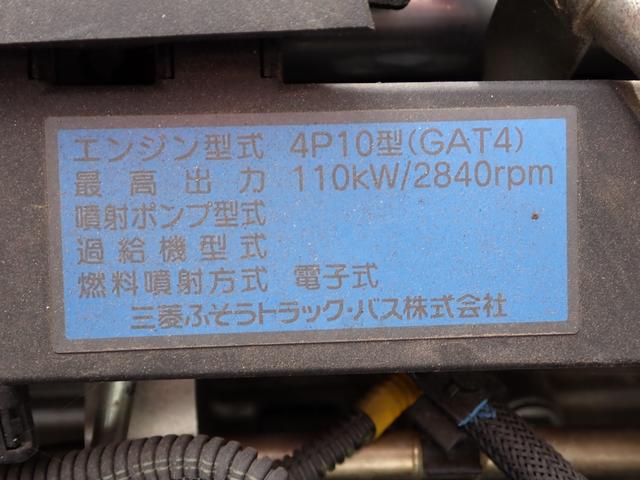 エンジン型式 4P10型(GAT4)
最高出力 110kW/2840rpm
噴射ポンプ型式
過給機型式
燃料噴射方式 電子式
三菱ふそうトラック・バス株式会社